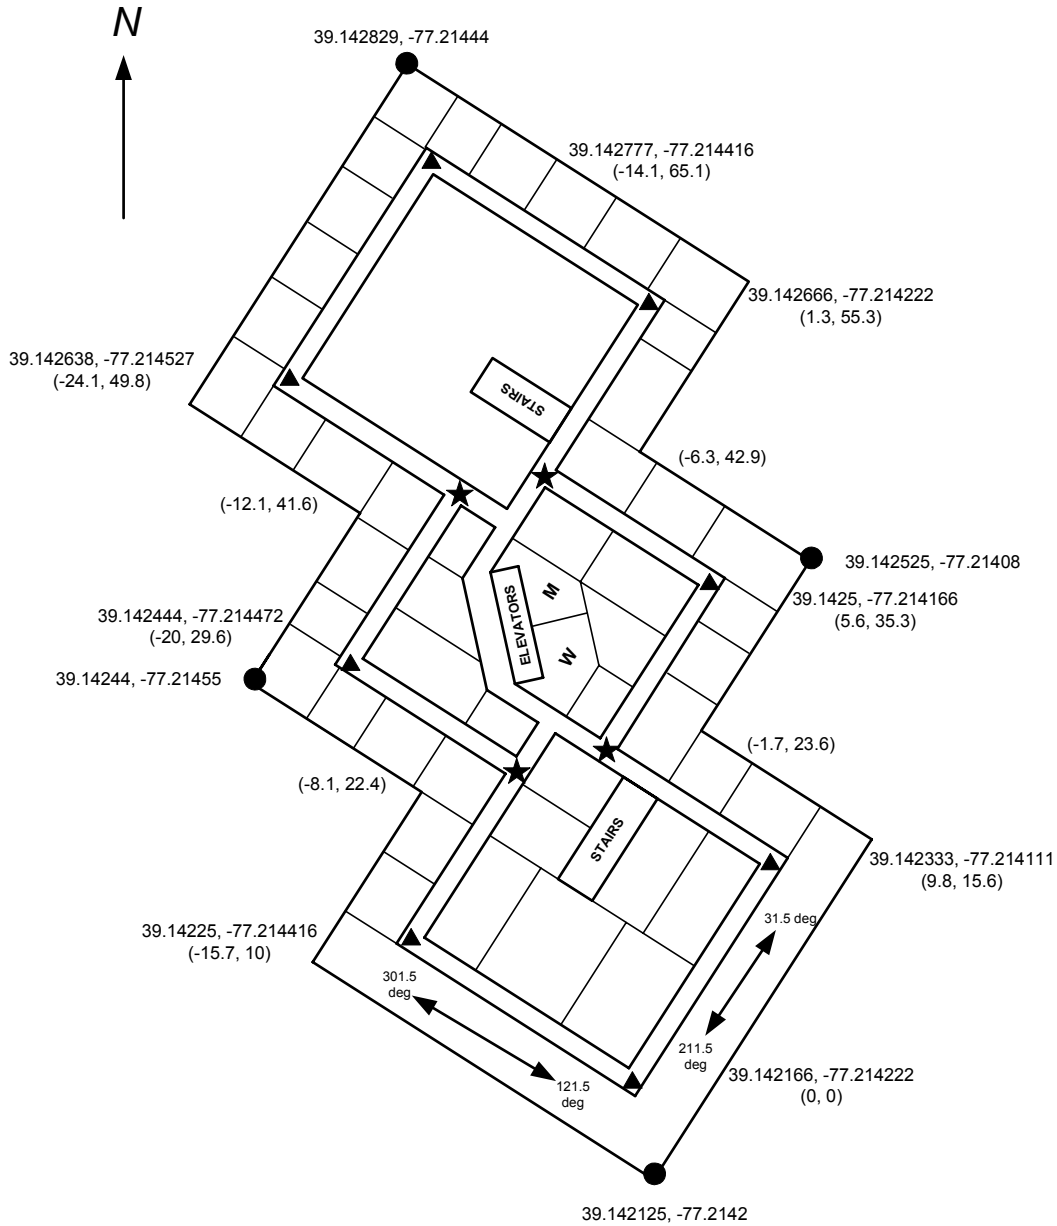 N
39.142829, -77.21444
39.142777, -77.214416
(-14.1, 65.1)
39.142666, -77.214222
(1.3, 55.3)
39.142638, -77.214527
(-24.1, 49.8)
STAIRS
(-6.3, 42.9)
(-12.1, 41.6)
39.142525, -77.21408
39.1425, -77.214166
(5.6, 35.3)
M
ELEVATORS
W
39.142444, -77.214472
(-20, 29.6)
39.14244, -77.21455
(-1.7, 23.6)
(-8.1, 22.4)
STAIRS
39.142333, -77.214111
(9.8, 15.6)
39.14225, -77.214416
(-15.7, 10)
31.5 deg
301.5
deg
211.5
deg
39.142166, -77.214222
(0, 0)
121.5
deg
39.142125, -77.2142